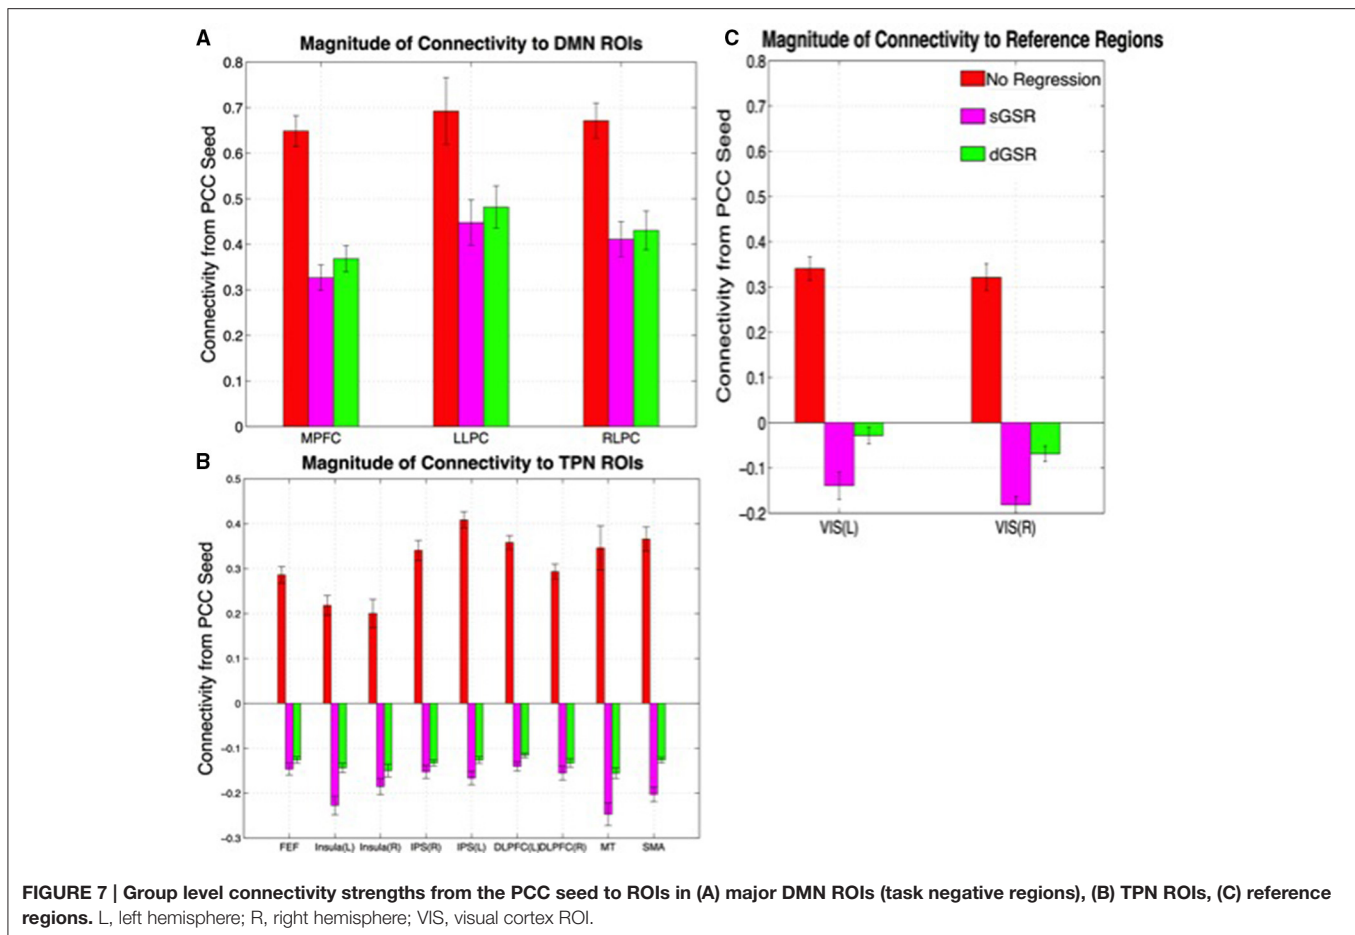 A
Magnitude of Connectivity to DMN ROIs
Connectivity from PCC Seed
0.8
0.7
0.6
0.5
0.4
0.3
0.2
0.1
0
MPFC LLPC RLPC
B
Magnitude of Connectivity to TPN ROIs
Connectivity from PCC Seed
0.5
0.4
0.3
0.2
0.1
0
−0.1
−0.2
−0.3
FEF Insula(L) Insula(R) IPS(R) IPS(L) DLPFC(L) DLPFC(R) MT SMA
C
Magnitude of Connectivity to Reference Regions
Connectivity from PCC Seed
0.8
0.7
0.6
0.5
0.4
0.3
0.2
0.1
0
−0.1
−0.2
No Regression
sGSR
dGSR
VIS(L) VIS(R)
FIGURE 7 | Group level connectivity strengths from the PCC seed to ROIs in (A) major DMN ROIs (task negative regions), (B) TPN ROIs, (C) reference
regions. L, left hemisphere; R, right hemisphere; VIS, visual cortex ROI.